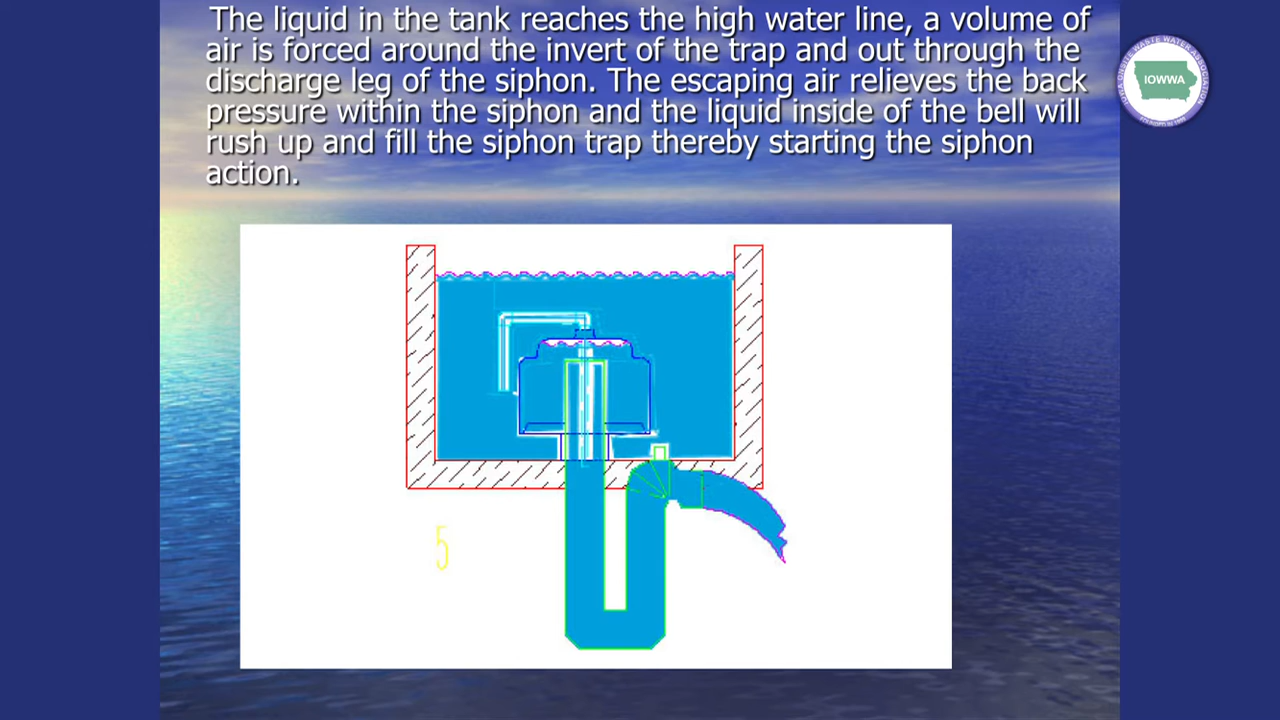 The liquid in the tank reaches the high water line, a volume of
air is forced around the invert of the trap and out through the
discharge leg of the siphon. The escaping air relieves the back
pressure within the siphon and the liquid inside of the bell will
rush up and fill the siphon trap thereby starting the siphon
action.
IOWWA
5